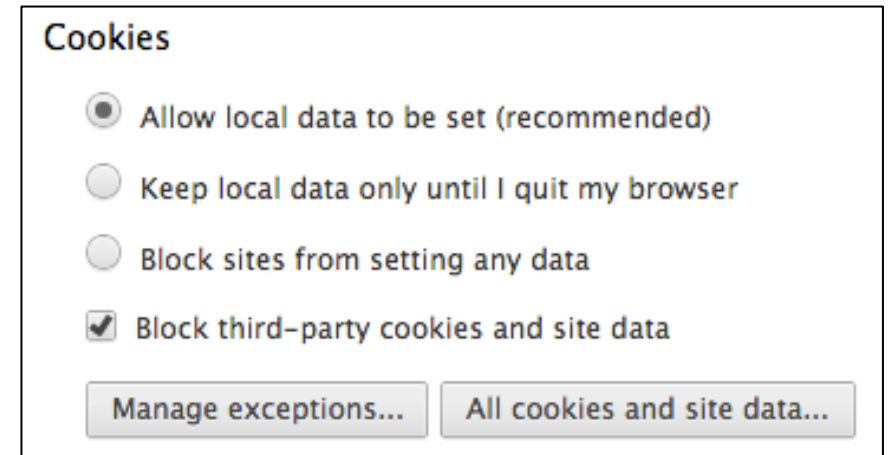 Cookies
Allow local data to be set (recommended)
Keep local data only until I quit my browser
Block sites from setting any data
Block third-party cookies and site data
Manage exceptions... All cookies and site data...